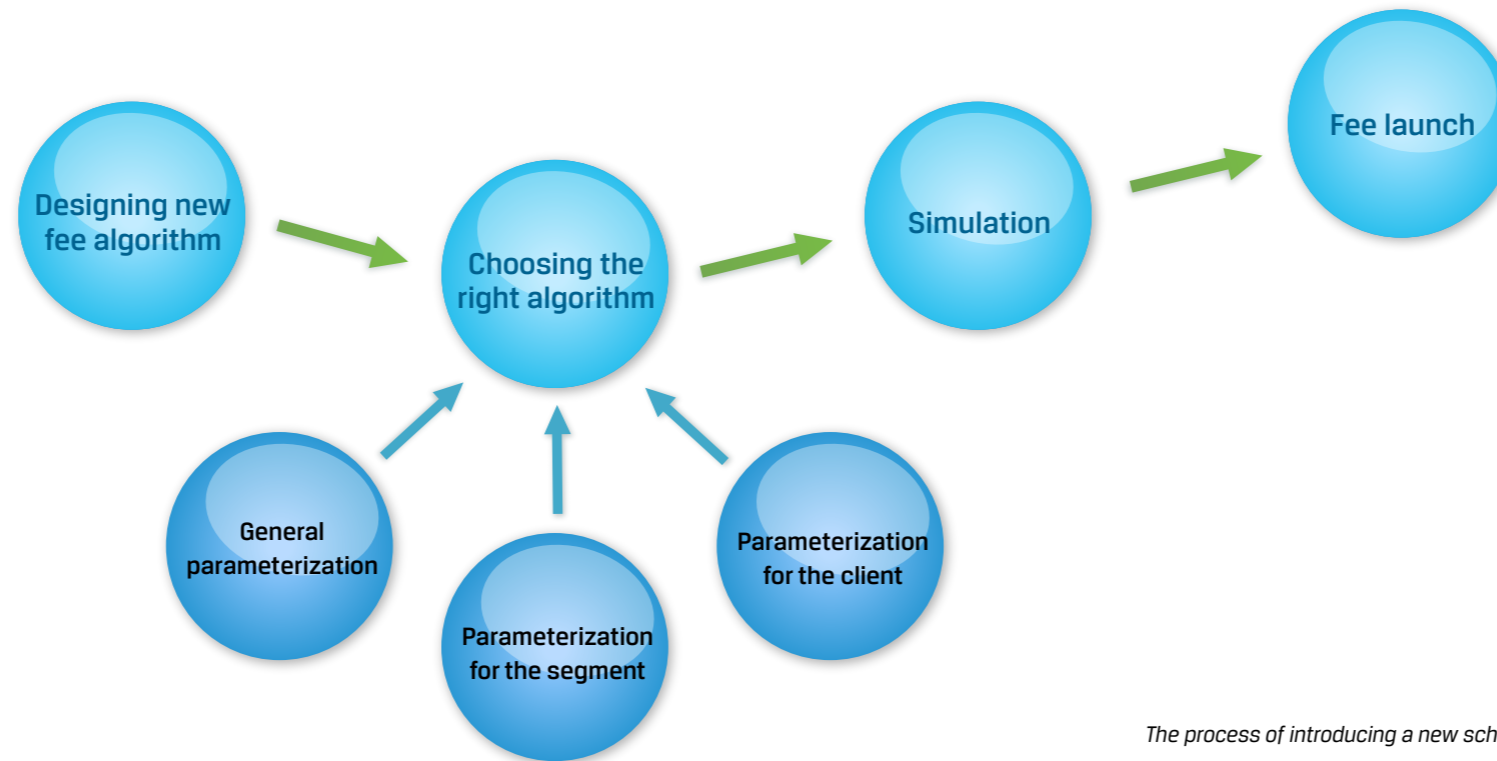 Designing new
fee algorithm
Choosing the
right algorithm
Simulation
Fee launch
General
parameterization
Parameterization
for the segment
Parameterization
for the client
The process of introducing a new